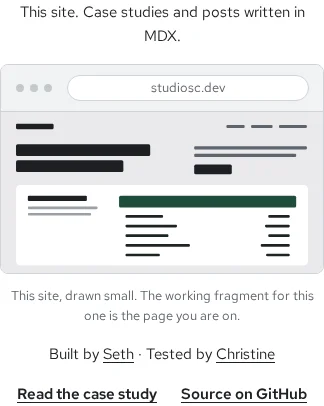 This site. Case studies and posts written in
MDX.
studiosc.dev
This site, drawn small. The working fragment for this
one is the page you are on.
Built by Seth · Tested by Christine
Read the case study Source on GitHub